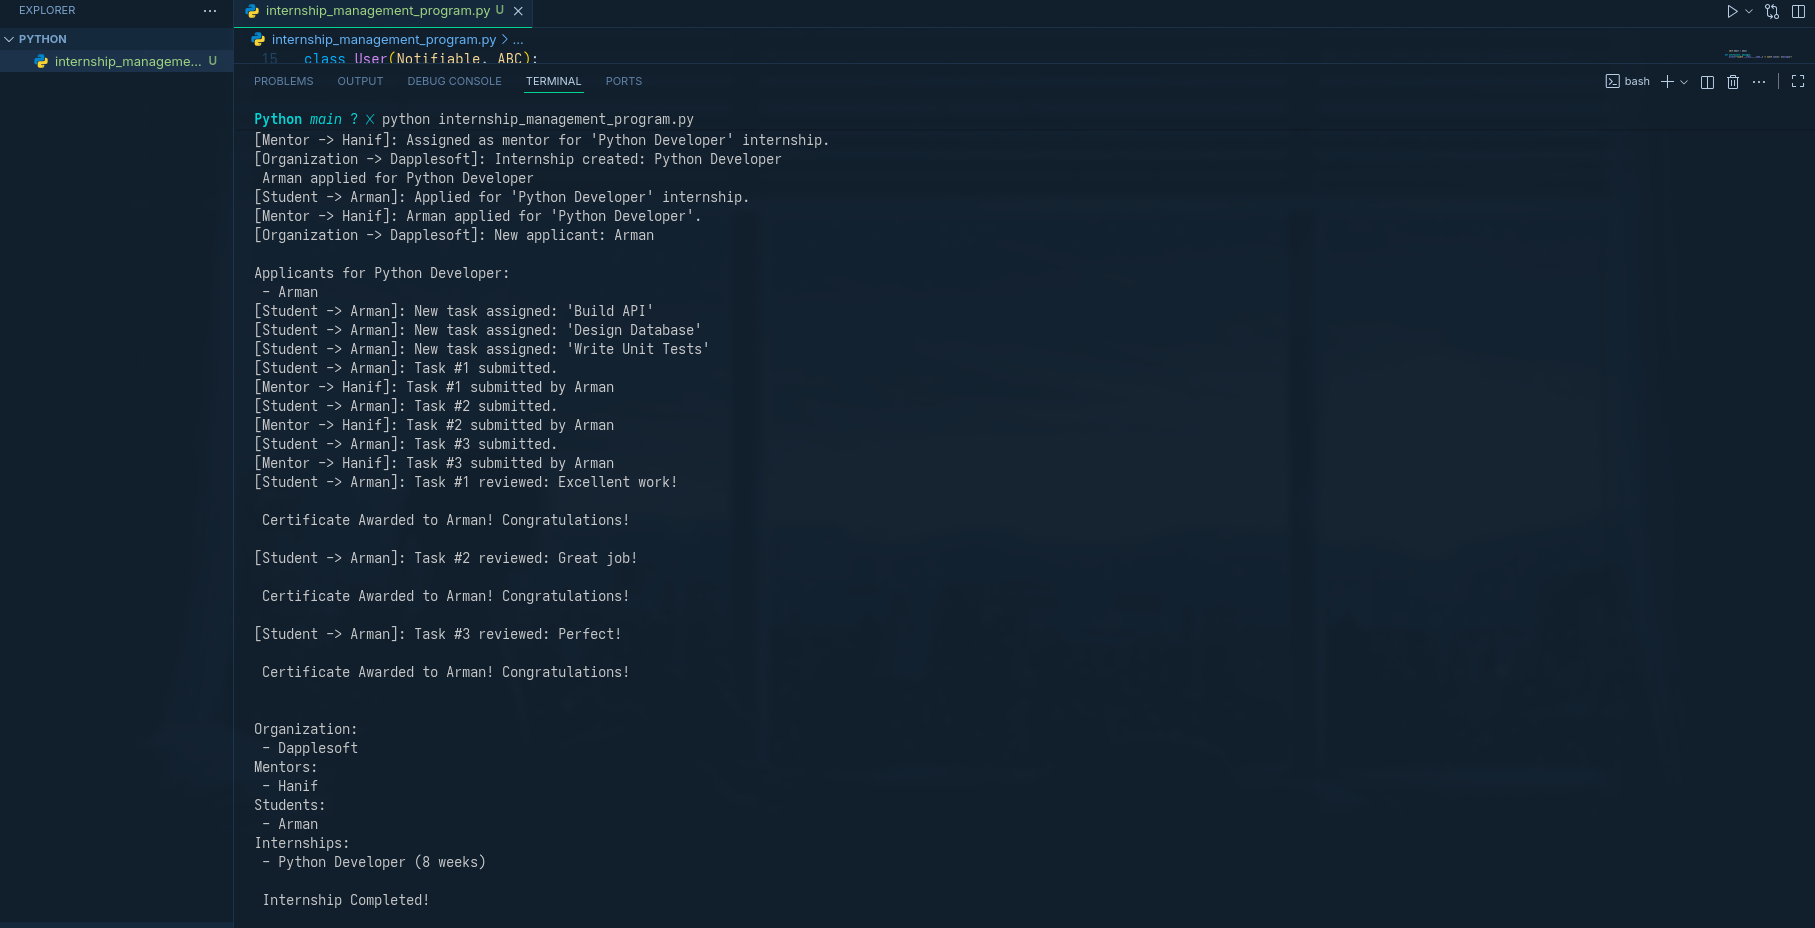 EXPLORER ...
internship_management_program.py U
PYTHON
internship_manageme... U
internship_management_program.py > ...
15 class User(Notifiable, ABC):
PROBLEMS OUTPUT DEBUG CONSOLE TERMINAL PORTS bash
Python main ? X python internship_management_program.py
[Mentor -> Hanif]: Assigned as mentor for 'Python Developer' internship.
[Organization -> Dapplesoft]: Internship created: Python Developer
Arman applied for Python Developer
[Student -> Arman]: Applied for 'Python Developer' internship.
[Mentor -> Hanif]: Arman applied for 'Python Developer'.
[Organization -> Dapplesoft]: New applicant: Arman
Applicants for Python Developer:
- Arman
[Student -> Arman]: New task assigned: 'Build API'
[Student -> Arman]: New task assigned: 'Design Database'
[Student -> Arman]: New task assigned: 'Write Unit Tests'
[Student -> Arman]: Task #1 submitted.
[Mentor -> Hanif]: Task #1 submitted by Arman
[Student -> Arman]: Task #2 submitted.
[Mentor -> Hanif]: Task #2 submitted by Arman
[Student -> Arman]: Task #3 submitted.
[Mentor -> Hanif]: Task #3 submitted by Arman
[Student -> Arman]: Task #1 reviewed: Excellent work!
Certificate Awarded to Arman! Congratulations!
[Student -> Arman]: Task #2 reviewed: Great job!
Certificate Awarded to Arman! Congratulations!
[Student -> Arman]: Task #3 reviewed: Perfect!
Certificate Awarded to Arman! Congratulations!
Organization:
- Dapplesoft
Mentors:
- Hanif
Students:
- Arman
Internships:
- Python Developer (8 weeks)
Internship Completed!